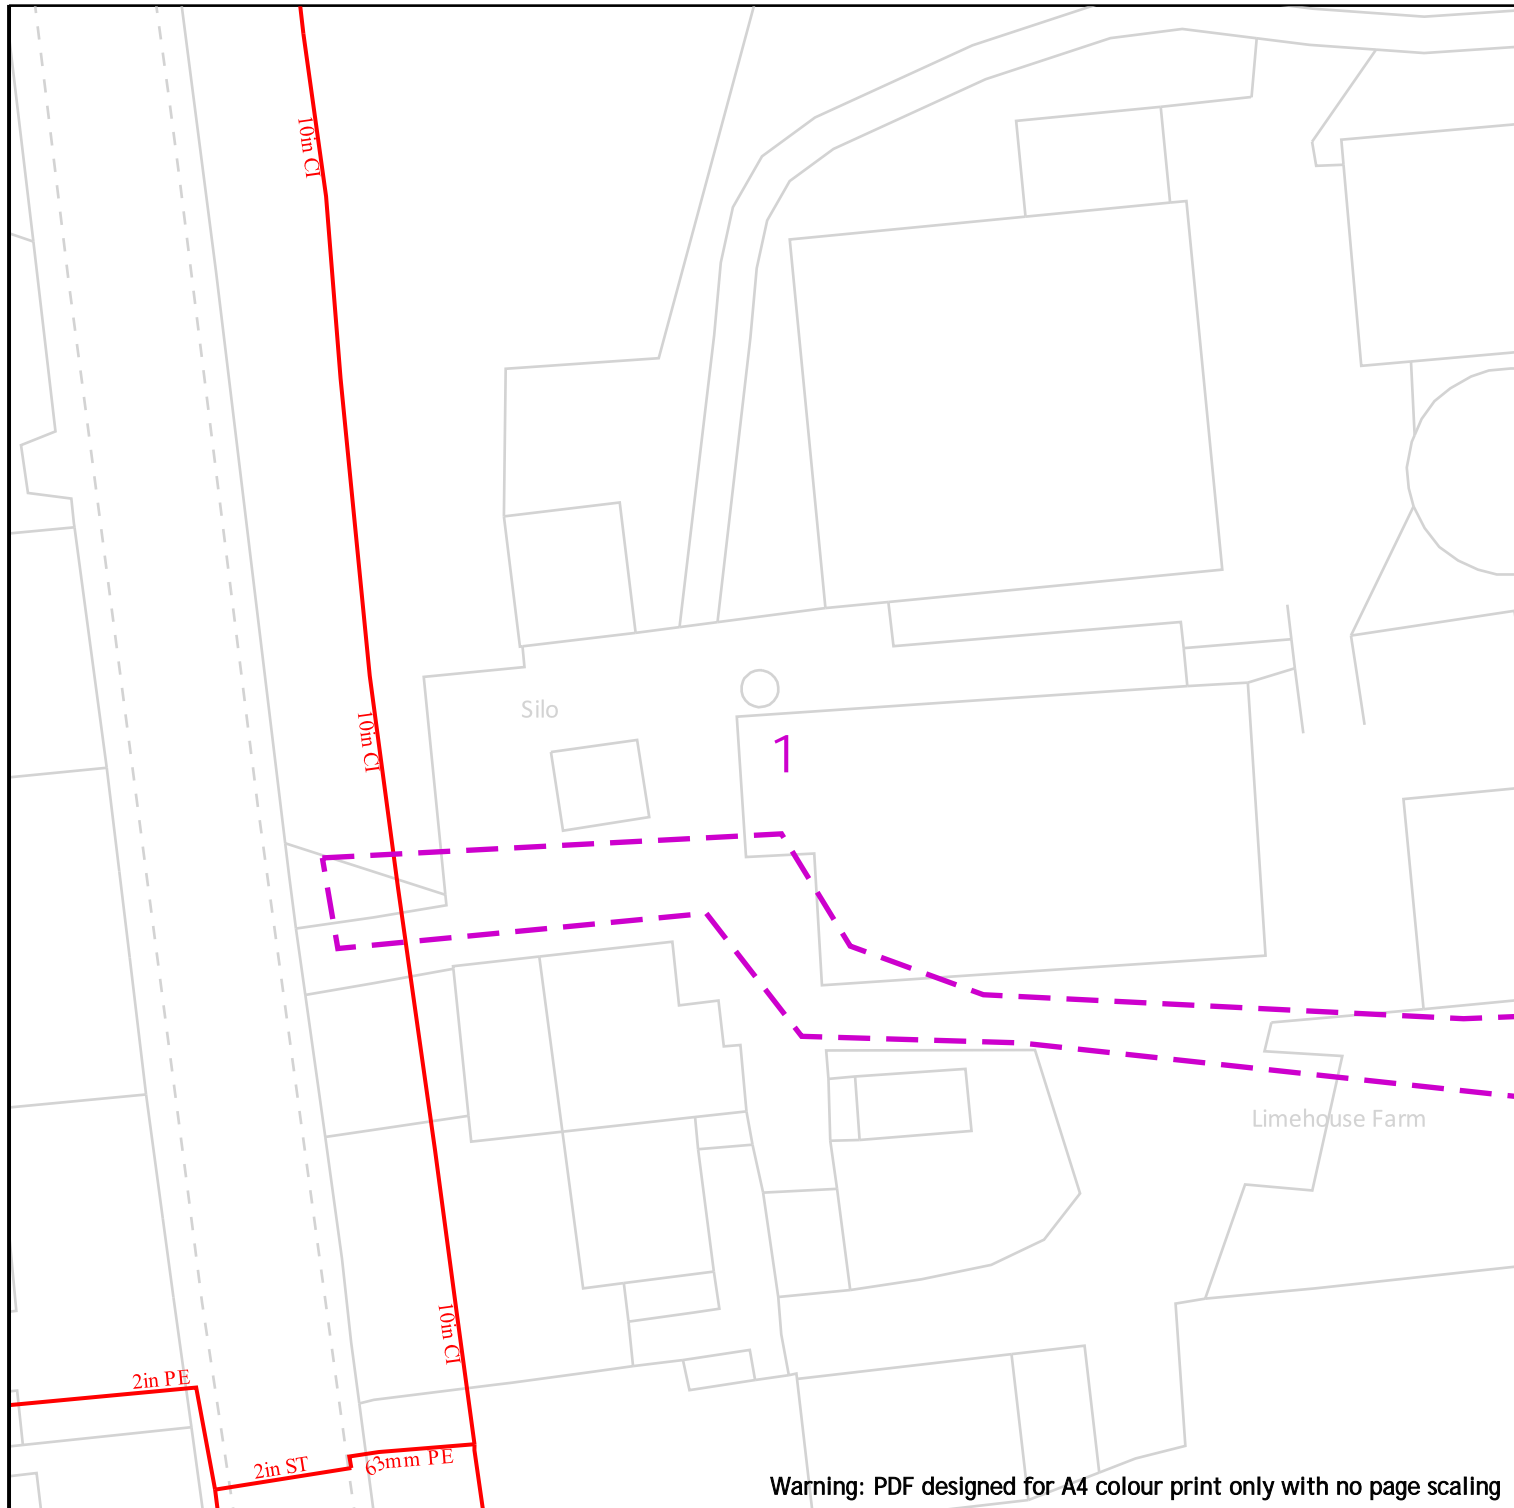 10in CI
Silo
10in CI
1
Limehouse Farm
10in CI
2in PE
2in ST
63mm PE
Warning: PDF designed for A4 colour print only with no page scaling